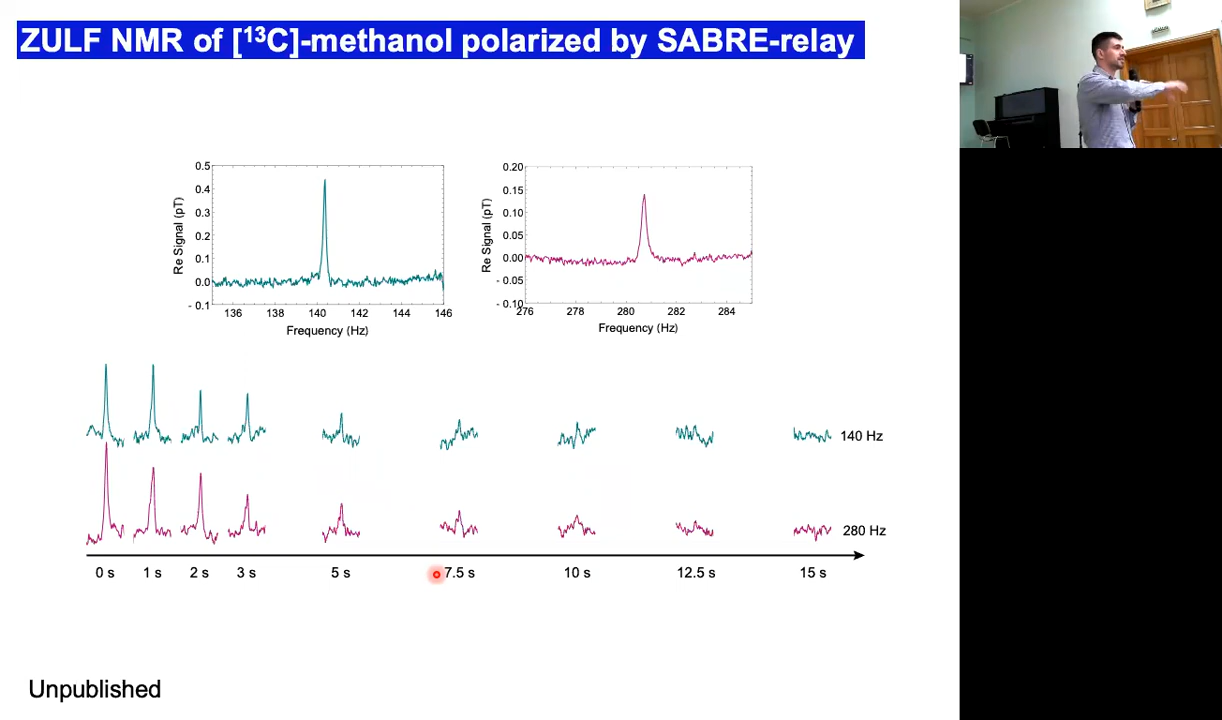 ZULF NMR of [¹³C]-methanol polarized by SABRE-relay
0.5
0.4
0.3
0.2
0.1
0.0
- 0.1
Re Signal (pT)
136 138 140 142 144 146
Frequency (Hz)
0.20
0.15
0.10
0.05
0.00
- 0.05
- 0.10
Re Signal (pT)
276 278 280 282 284
Frequency (Hz)
140 Hz
280 Hz
0 s 1 s 2 s 3 s 5 s 7.5 s 10 s 12.5 s 15 s
Unpublished